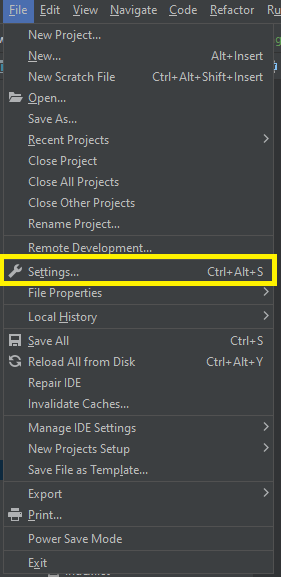 File Edit View Navigate Code Refactor
New Project...
New... Alt+Insert
New Scratch File Ctrl+Alt+Shift+Insert
Open...
Save As...
Recent Projects
Close Project
Close All Projects
Close Other Projects
Rename Project...
Remote Development...
Settings... Ctrl+Alt+S
File Properties
Local History
Save All Ctrl+S
Reload All from Disk Ctrl+Alt+Y
Repair IDE
Invalidate Caches...
Manage IDE Settings
New Projects Setup
Save File as Template...
Export
Print...
Power Save Mode
Exit